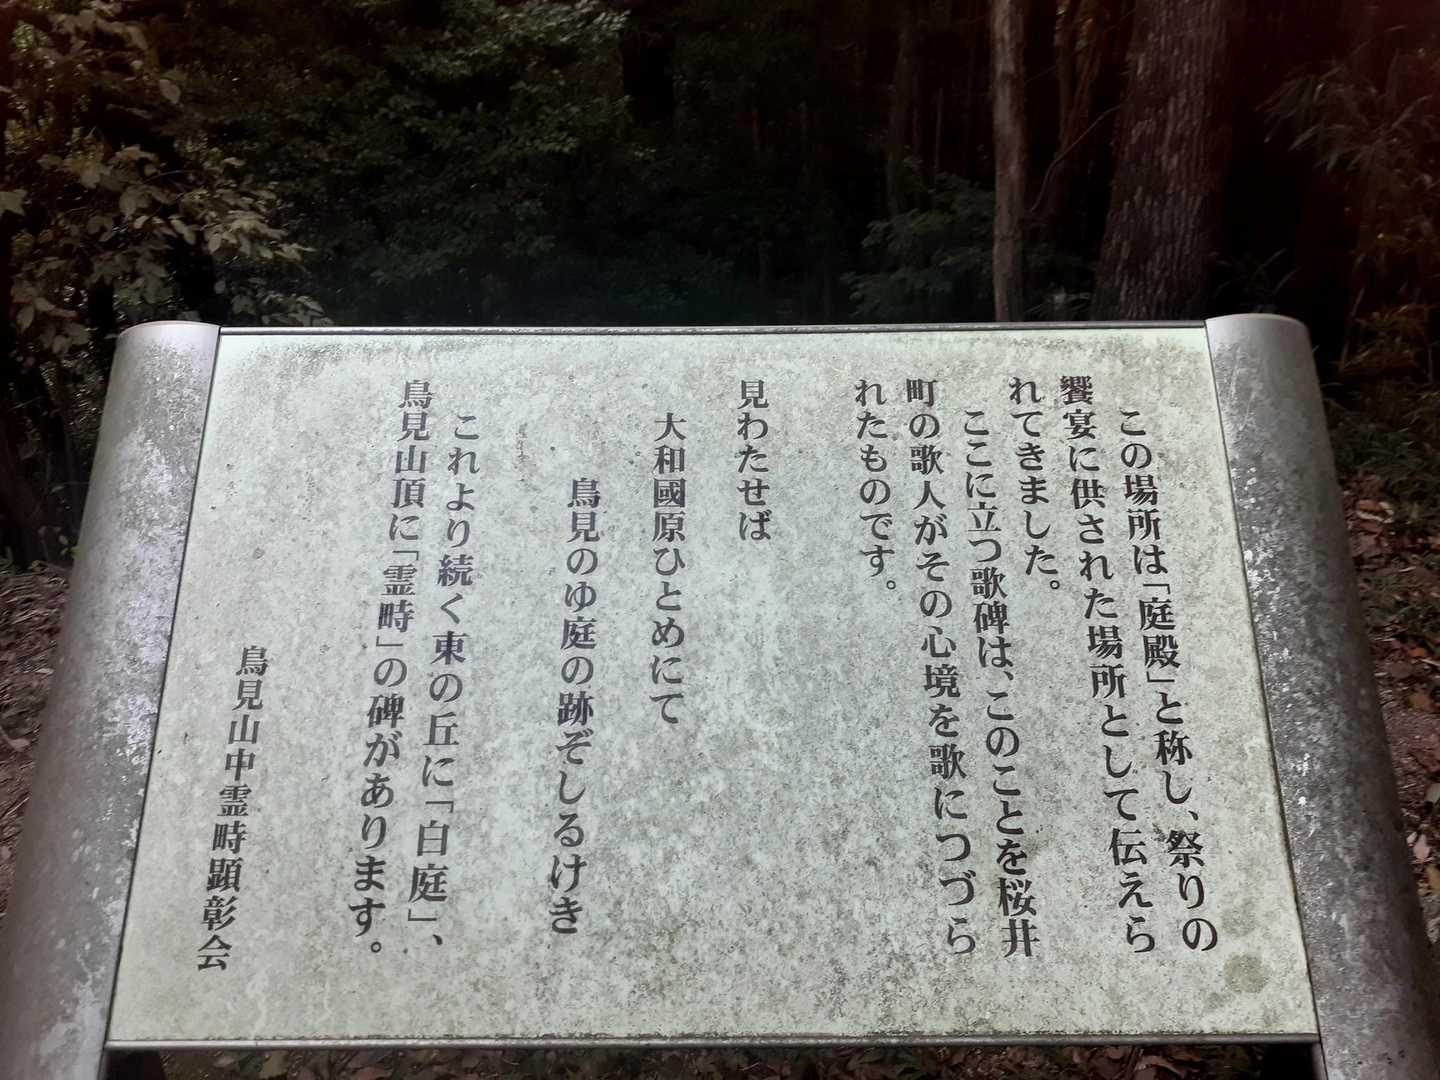 この場所は「庭殿」と称し、祭りの
饗宴に供された場所として伝えら
れてきました。
ここに立つ歌碑は、このことを桜井
町の歌人がその心境を歌につづら
れたものです。
見わたせば
大和國原ひとめにて
鳥見のゆ庭の跡ぞしるけき
これより続く東の丘に「白庭」、
鳥見山頂に「霊畤」の碑があります。
鳥見山中霊畤顕彰会